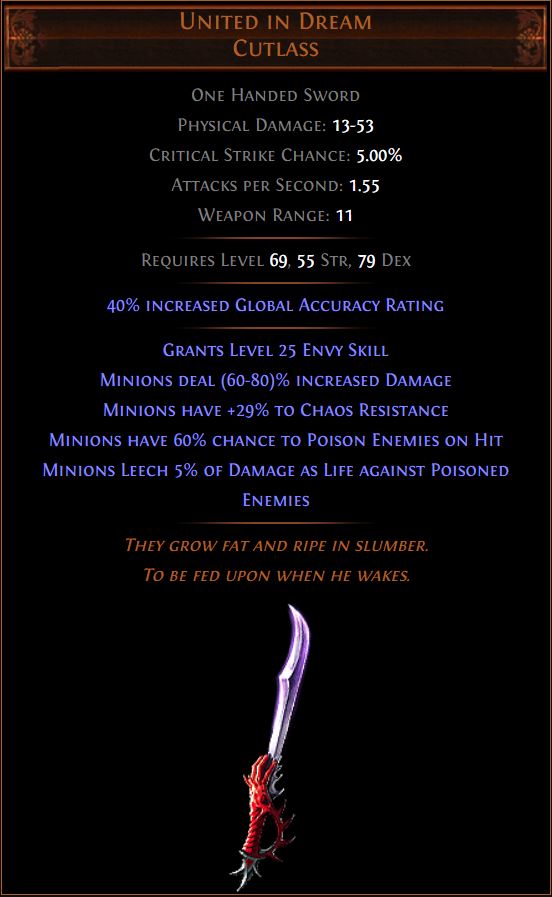 United in Dream
Cutlass
One Handed Sword
Physical Damage: 13-53
Critical Strike Chance: 5.00%
Attacks per Second: 1.55
Weapon Range: 11
Requires Level 69, 55 Str, 79 Dex
40% increased Global Accuracy Rating
Grants Level 25 Envy Skill
Minions deal (60-80)% increased Damage
Minions have +29% to Chaos Resistance
Minions have 60% chance to Poison Enemies on Hit
Minions Leech 5% of Damage as Life against Poisoned
Enemies
They grow fat and ripe in slumber.
To be fed upon when he wakes.